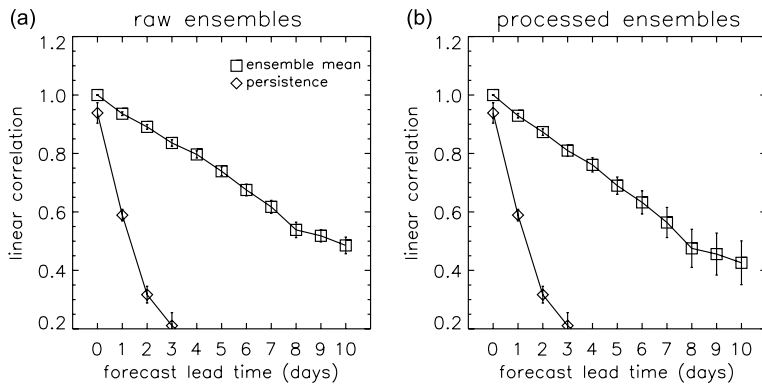 (a) raw ensembles
1.2
1.0
0.8
0.6
0.4
0.2
linear correlation
ensemble mean
persistence
0 1 2 3 4 5 6 7 8 9 10
forecast lead time (days)
(b) processed ensembles
1.2
1.0
0.8
0.6
0.4
0.2
linear correlation
0 1 2 3 4 5 6 7 8 9 10
forecast lead time (days)